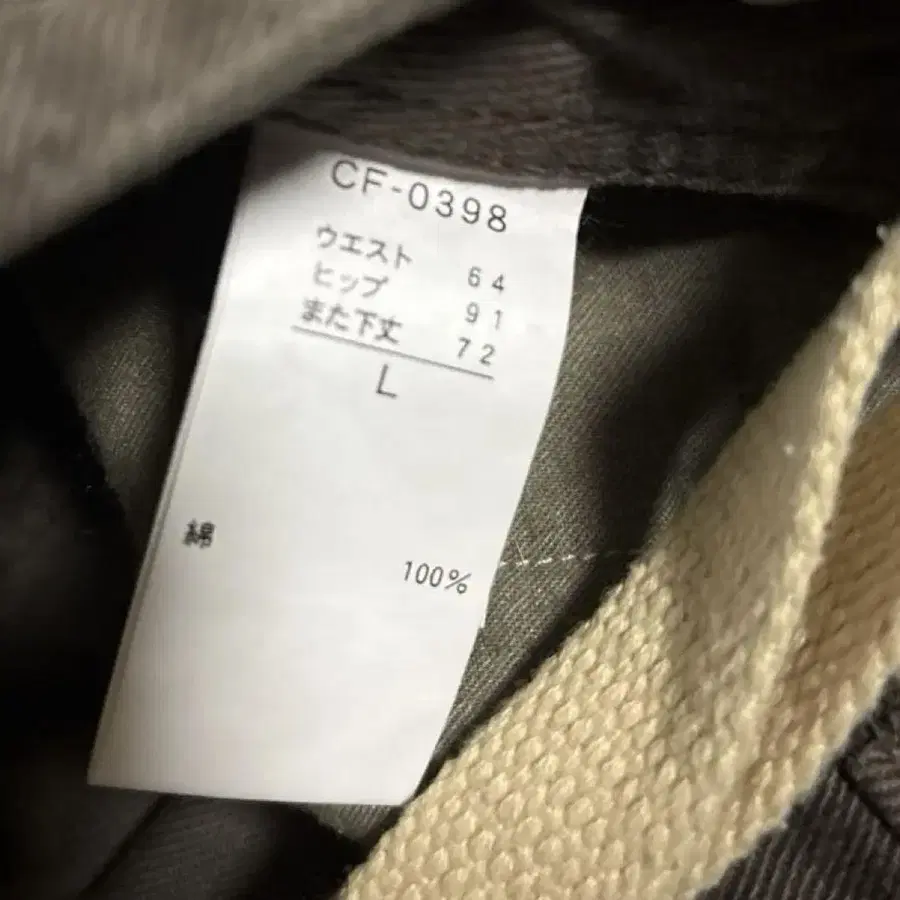 CF-0398
ウエスト 64
ヒップ 91
また下丈 72
L
綿 100%